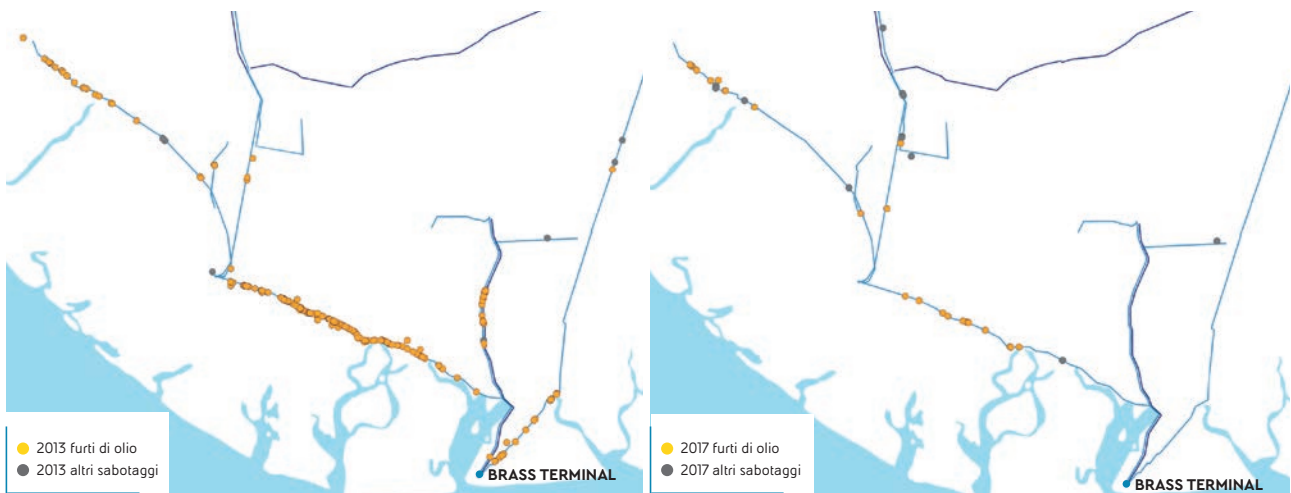 2013 furti di olio
2013 altri sabotaggi
BRASS TERMINAL
2017 furti di olio
2017 altri sabotaggi
BRASS TERMINAL